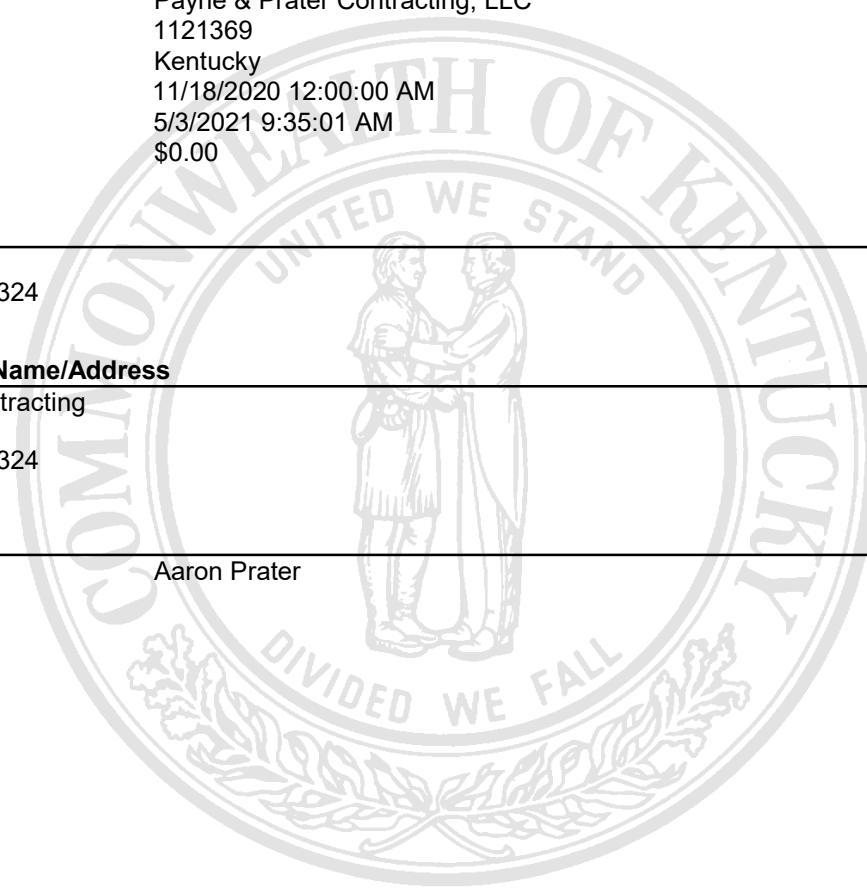 Payne & Prater Contracting, LLC
1121369
Kentucky
11/18/2020 12:00:00 AM
5/3/2021 9:35:01 AM
$0.00
COMMONWEALTH OF KENTUCKY
UNITED WE STAND
324
Name/Address
tracting
324
Aaron Prater
DIVIDED WE FALL